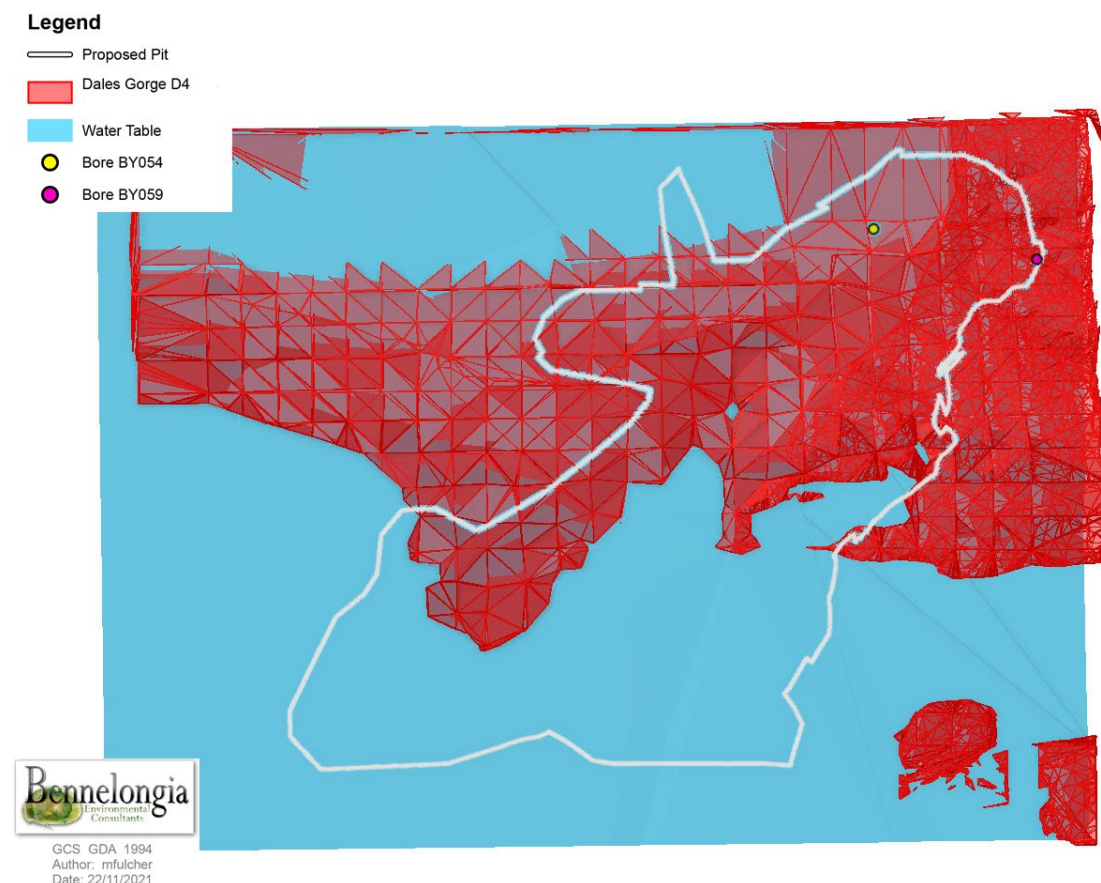 Legend
Proposed Pit
Dales Gorge D4
Water Table
Bore BY054
Bore BY059
Bennelongia
Environmental
Consultants
GCS GDA 1994
Author: mfulcher
Date: 22/11/2021